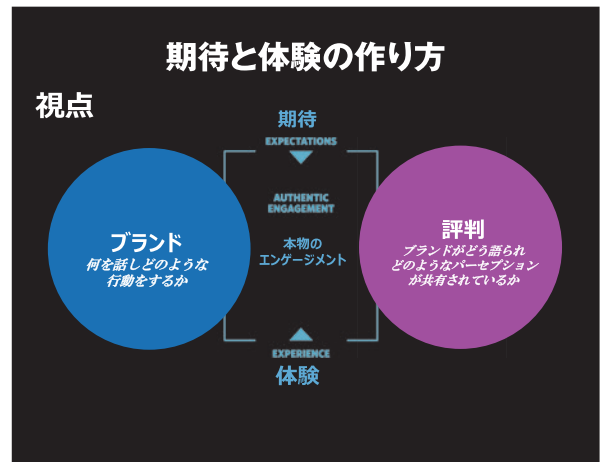 期待と体験の作り方
視点
期待
EXPECTATIONS
AUTHENTIC
ENGAGEMENT
本物の
エンゲージメント
EXPERIENCE
体験
ブランド
何を話しどのような
行動をするか
評判
ブランドがどう語られ
どのようなパーセプション
が共有されているか